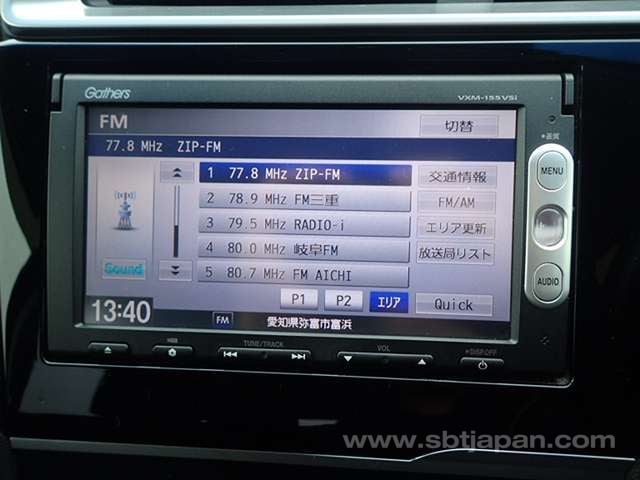 Gathers VXM-155VSi
FM 切替
77.8 MHz ZIP-FM
1 77.8 MHz ZIP-FM 交通情報
2 78.9 MHz FM三重 FM/AM
3 79.5 MHz RADIO-i エリア更新
4 80.0 MHz 岐阜FM 放送局リスト
Sound 5 80.7 MHz FM AICHI
P1 P2 エリア Quick
13:40 FM 愛知県弥富市富浜
MENU
AUDIO
TUNE/TRACK VOL DISP.OFF
www.sbtjapan.com